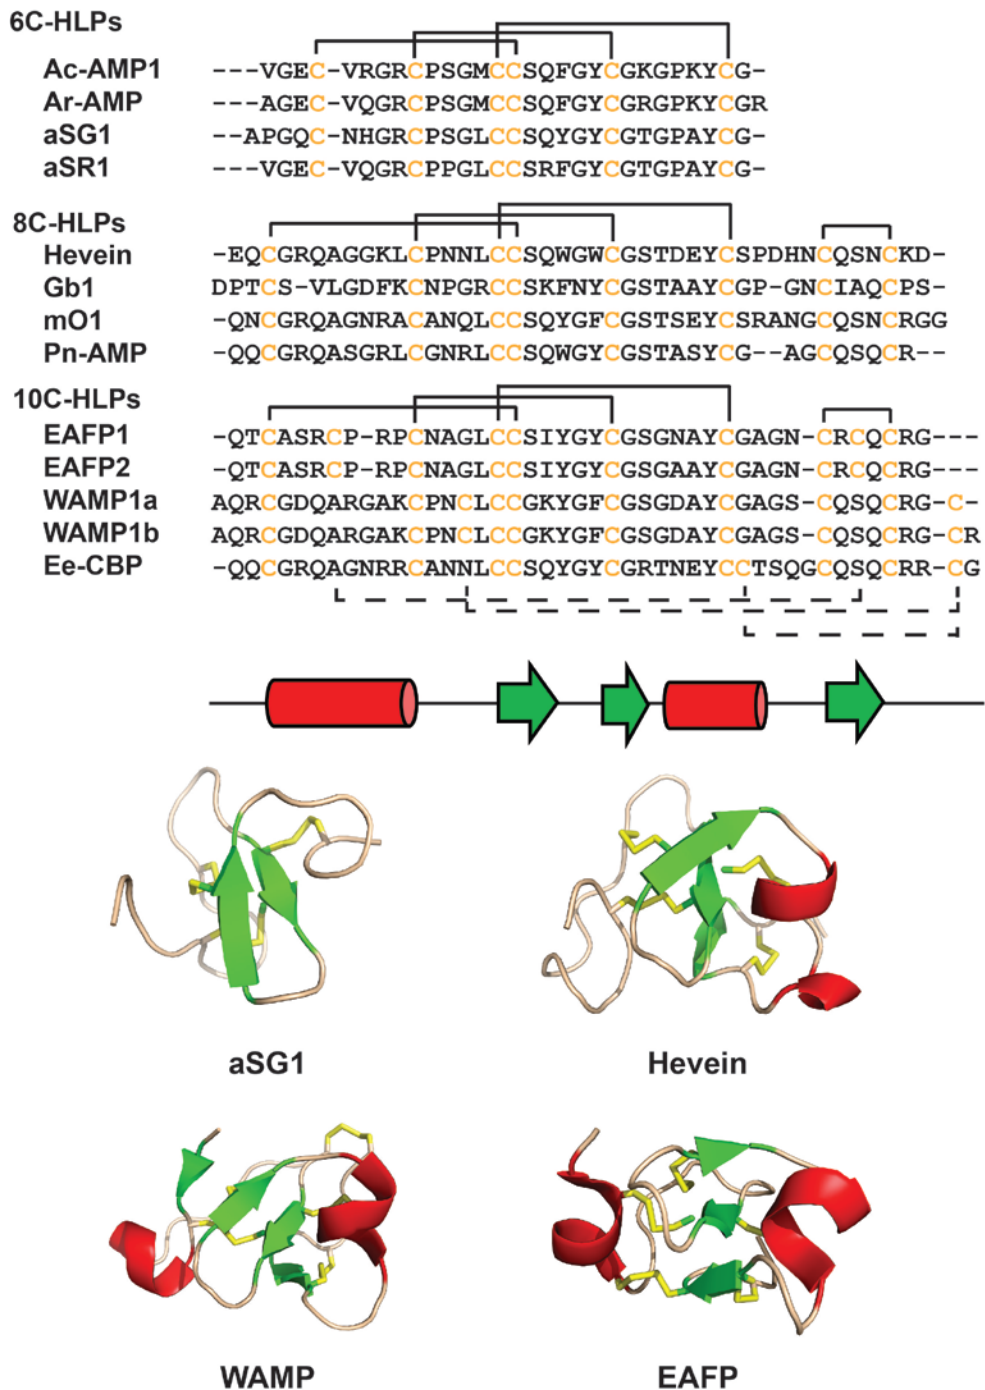 6C-HLPs
Ac-AMP1 ---VGEC-VRGRCPSGMCCSQFGYCGKGPKYCG-
Ar-AMP ---AGEC-VQGRCPSGMCCSQFGYCGRGPKYCGR
aSG1 --APGQC-NHGRCPSGLCCSQYGYCGTGPAYCG-
aSR1 ---VGEC-VQGRCPPGLCCSRFGYCGTGPAYCG-
8C-HLPs
Hevein -EQCGRQAGGKLCPNNLCCSQWGWCGSTDEYCSPDHNCQSNCKD-
Gb1 DPTCS-VLGDFKCNPGRCCSKFNYCGSTAAYCGP-GNCIAQCPS-
mO1 -QNCGRQAGNRACANQLCCSQYGFCGSTSEYCSRANGCQSNCRGG
Pn-AMP -QQCGRQASGRLCGNRLCCSQWGYCGSTASYCG--AGCQSQCR--
10C-HLPs
EAFP1 -QTCASRCP-RPCNAGLCCSIYGYCGSGNAYCGAGN-CRCQCRG---
EAFP2 -QTCASRCP-RPCNAGLCCSIYGYCGSGAAYCGAGN-CRCQCRG---
WAMP1a AQRCGDQARGAKCPNCLCCGKYGFCGSGDAYCGAGS-CQSQCRG-C-
WAMP1b AQRCGDQARGAKCPNCLCCGKYGFCGSGDAYCGAGS-CQSQCRG-CR
Ee-CBP -QQCGRQAGNRRCANNLCCSQYGYCGRTNEYCCTSQGCQSQCRR-CG
aSG1
Hevein
WAMP
EAFP